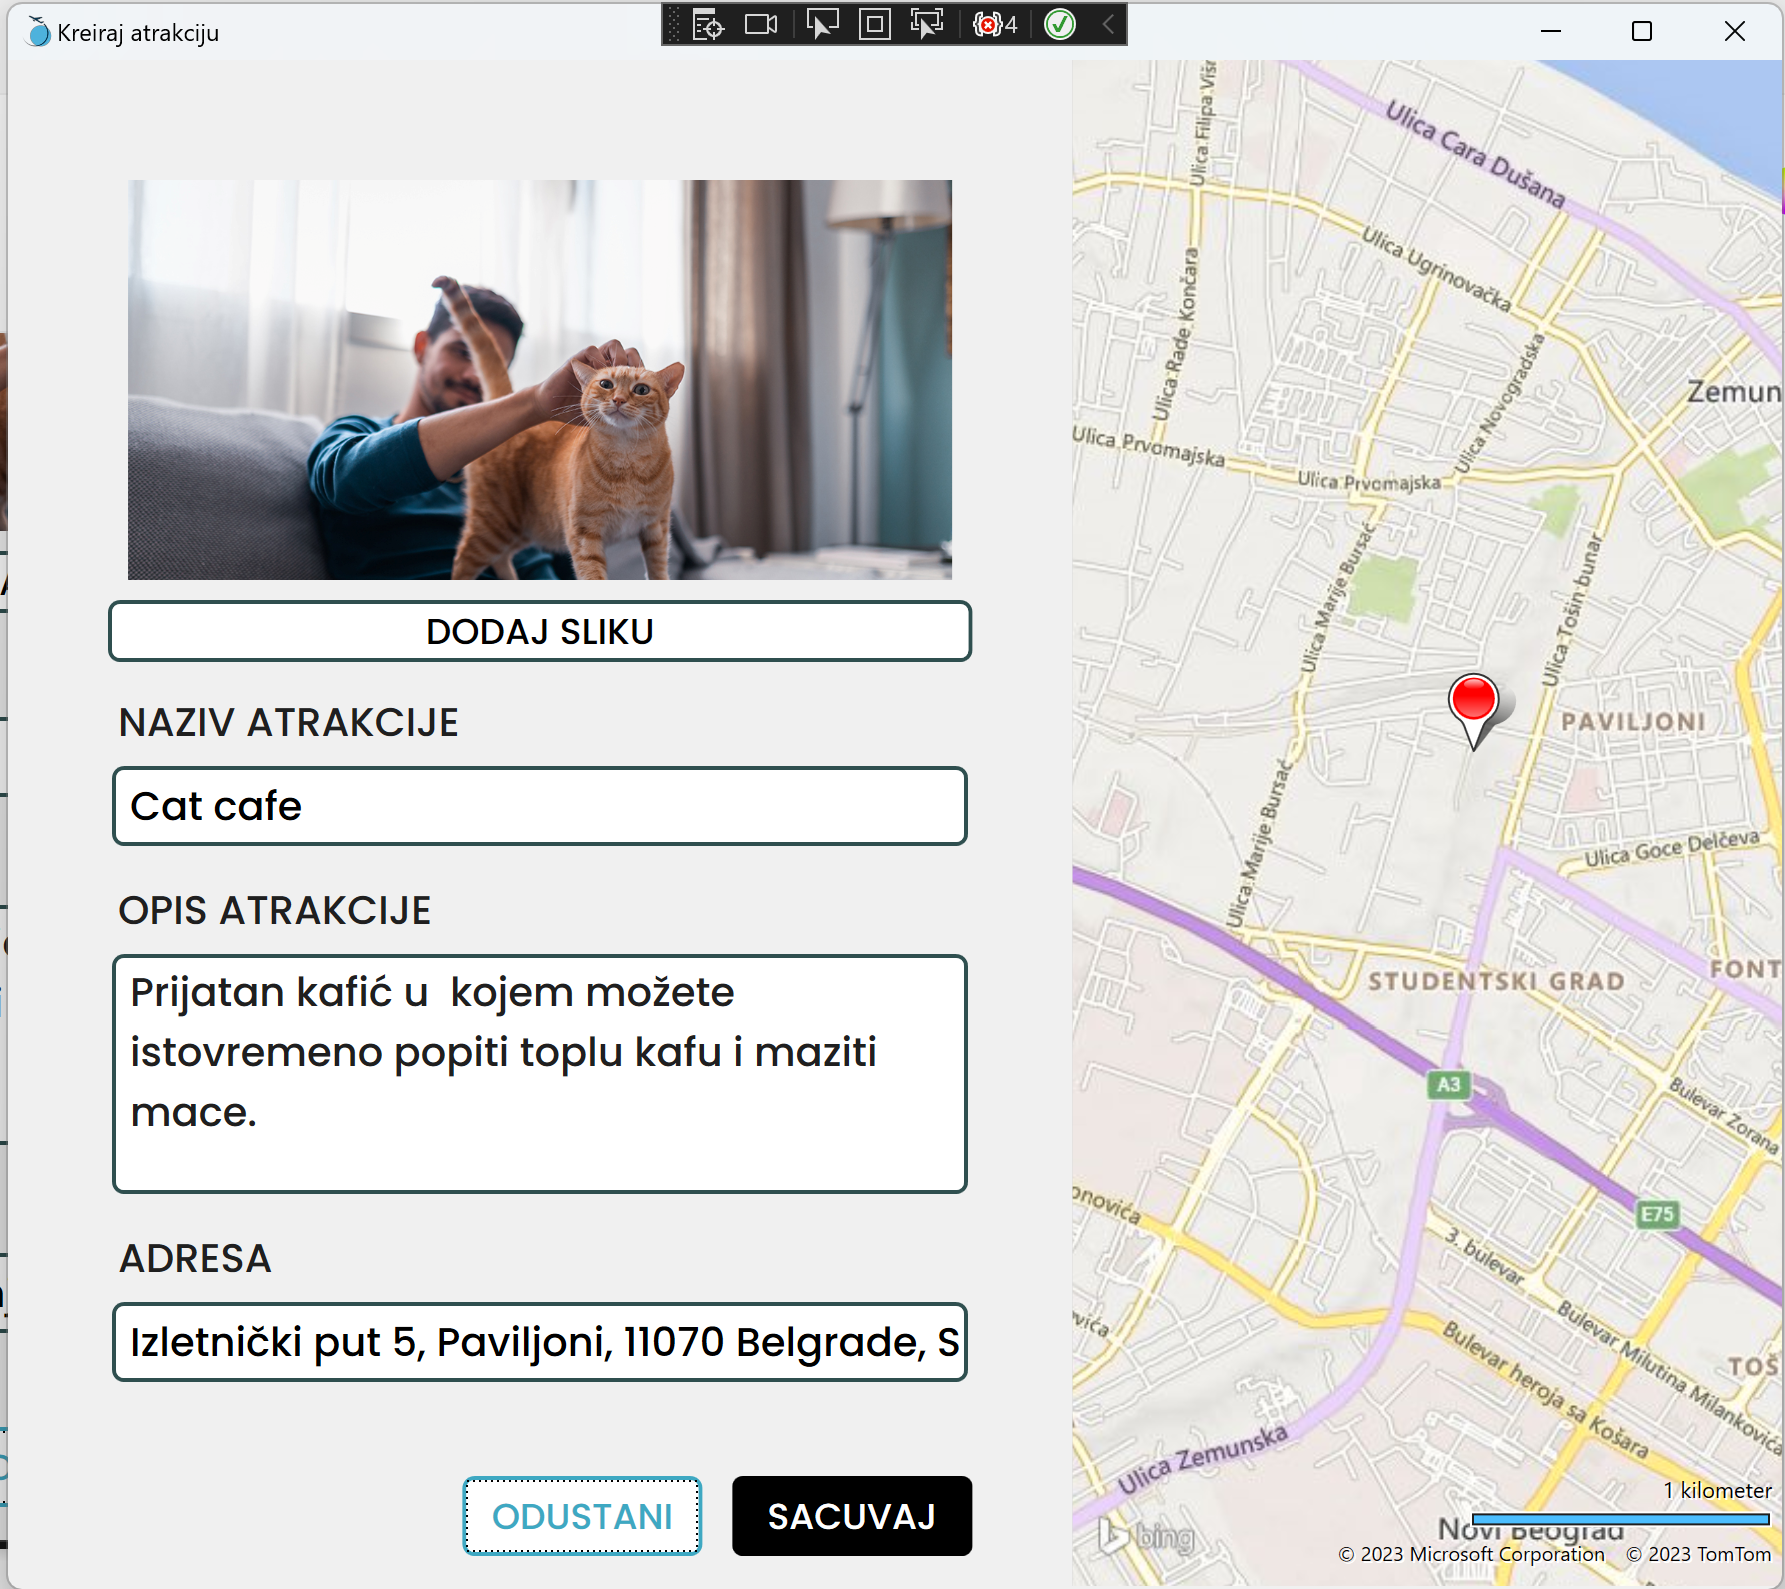 Kreiraj atrakciju
4
DODAJ SLIKU
NAZIV ATRAKCIJE
Cat cafe
OPIS ATRAKCIJE
Prijatan kafić u  kojem možete
istovremeno popiti toplu kafu i maziti
mace.
ADRESA
Izletnički put 5, Paviljoni, 11070 Belgrade, S
ODUSTANI
SACUVAJ
Ulica Filipa Viš
Ulica Cara Dušana
Ulica Ugrinovačka
Ulica Rade Končara
Ulica Novogradska
Zemun
Ulica Prvomajska
Ulica Prvomajska
Ulica Marije Bursać
Ulica Tošin bunar
PAVILJONI
Ulica Marije Bursać
Ulica Goce Delčeva
STUDENTSKI GRAD
FONT
A3
Bulevar Zorana
onovića
E75
3. bulevar
vića
Bulevar Milutina Milankovića
Bulevar heroja sa Košara
TOŠ
Ulica Zemunska
1 kilometer
Novi Beograd
bing
© 2023 Microsoft Corporation © 2023 TomTom